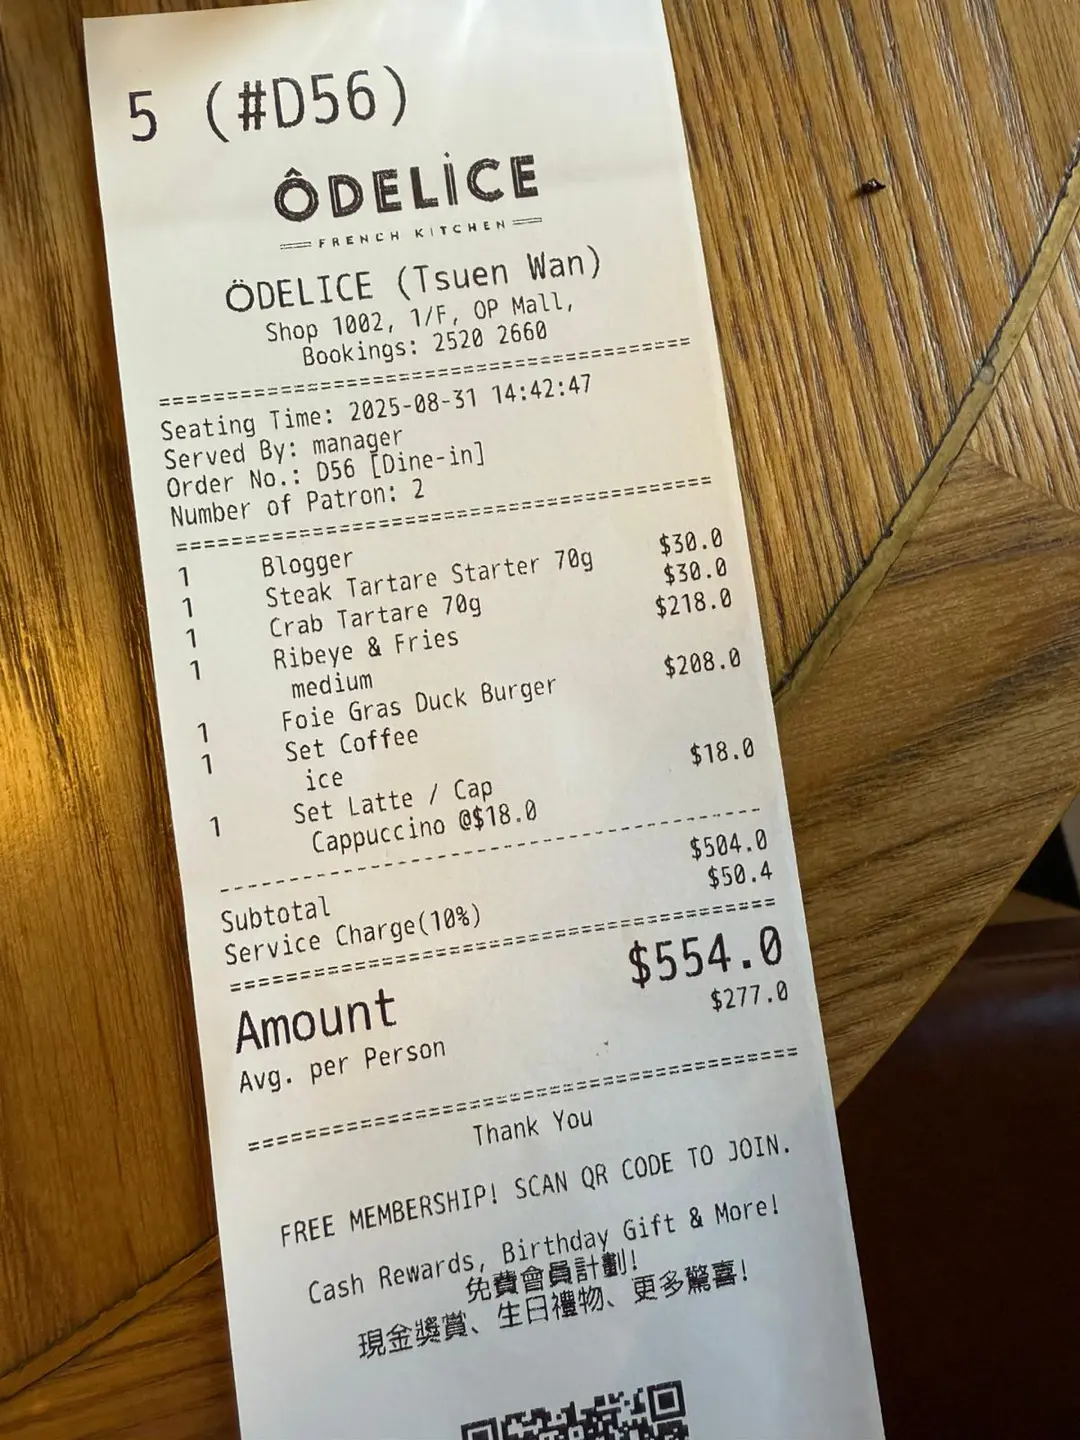 5 (#D56)
ÔDELİCE
FRENCH KITCHEN
ÖDELICE (Tsuen Wan)
Shop 1002, 1/F, OP Mall,
Bookings: 2520 2660
======================================
Seating Time: 2025-08-31 14:42:47
Served By: manager
Order No.: D56 [Dine-in]
Number of Patron: 2
======================================
1 Blogger
1 Steak Tartare Starter 70g $30.0
1 Crab Tartare 70g $30.0
1 Ribeye & Fries $218.0
medium
1 Foie Gras Duck Burger $208.0
1 Set Coffee
ice
1 Set Latte / Cap $18.0
Cappuccino @$18.0
--------------------------------------
Subtotal $504.0
Service Charge(10%) $50.4
======================================
Amount $554.0
Avg. per Person $277.0
======================================
Thank You
FREE MEMBERSHIP! SCAN QR CODE TO JOIN.
Cash Rewards, Birthday Gift & More!
免費會員計劃!
現金獎賞、生日禮物、更多驚喜!